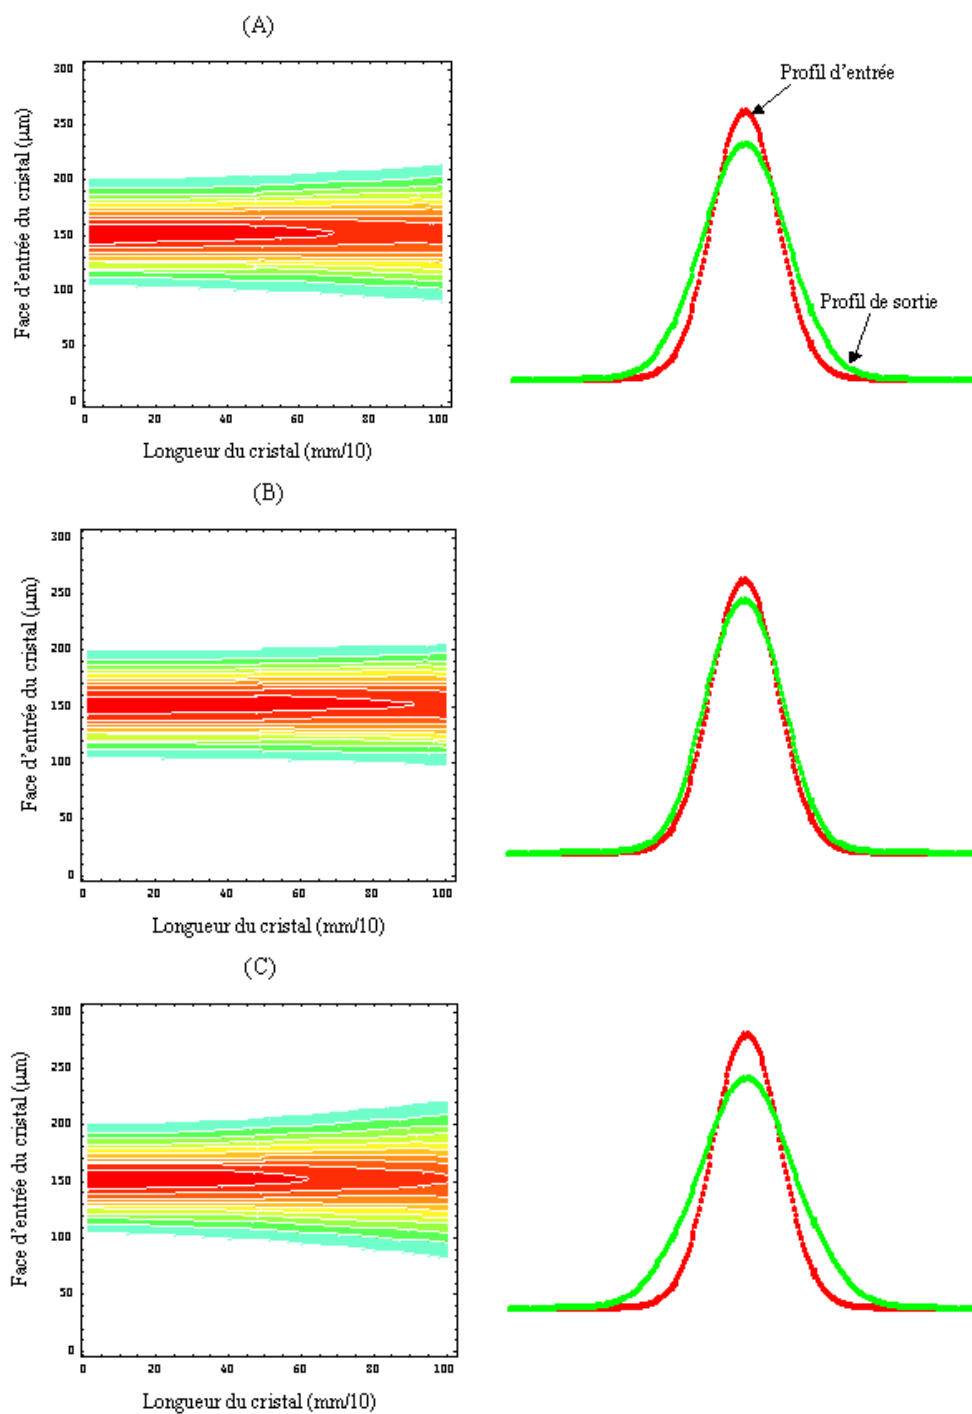 (A)
Face d'entrée du cristal (µm)
300
250
200
150
100
50
0
0 20 40 60 80 100
Longueur du cristal (mm/10)
Profil d'entrée
Profil de sortie
(B)
Face d'entrée du cristal (µm)
300
250
200
150
100
50
0
0 20 40 60 80 100
Longueur du cristal (mm/10)
(C)
Face d'entrée du cristal (µm)
300
250
200
150
100
50
0
0 20 40 60 80 100
Longueur du cristal (mm/10)